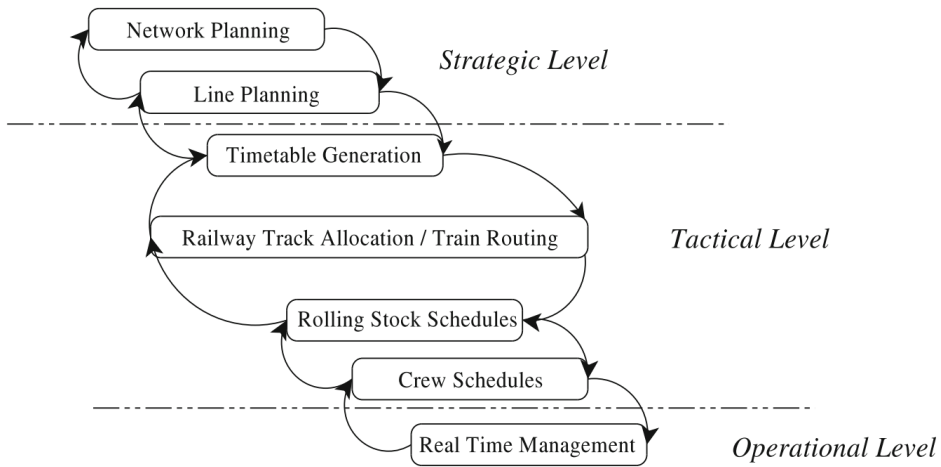 Network Planning
Strategic Level
Line Planning
Timetable Generation
Railway Track Allocation / Train Routing
Tactical Level
Rolling Stock Schedules
Crew Schedules
Real Time Management
Operational Level